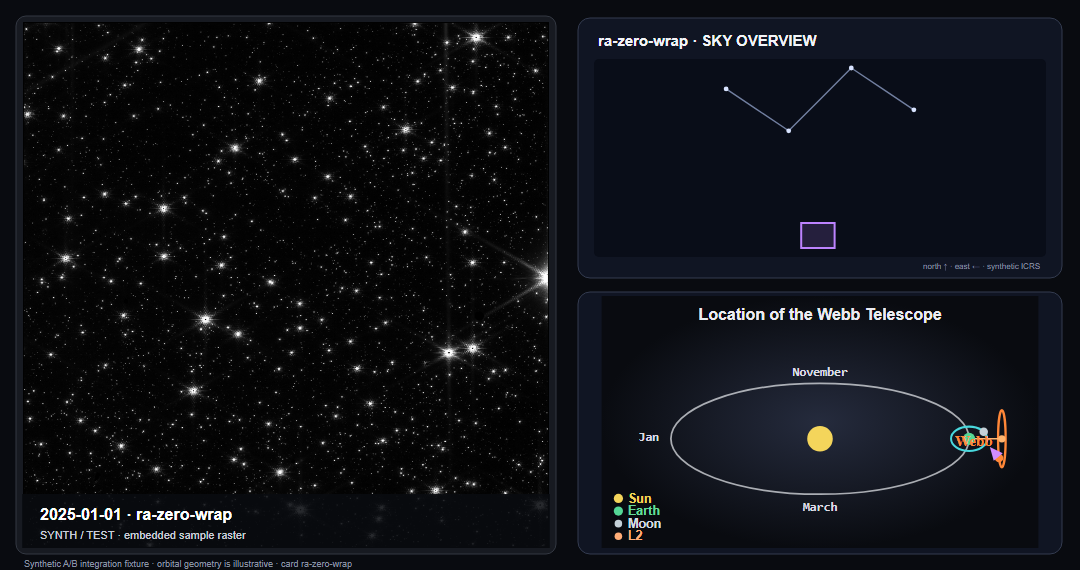 2025-01-01 · ra-zero-wrap
SYNTH / TEST · embedded sample raster
ra-zero-wrap · SKY OVERVIEW
north ↑ · east ← · synthetic ICRS
Location of the Webb Telescope
November
Jan
Webb
March
Sun
Earth
Moon
L2
Synthetic A/B integration fixture · orbital geometry is illustrative · card ra-zero-wrap